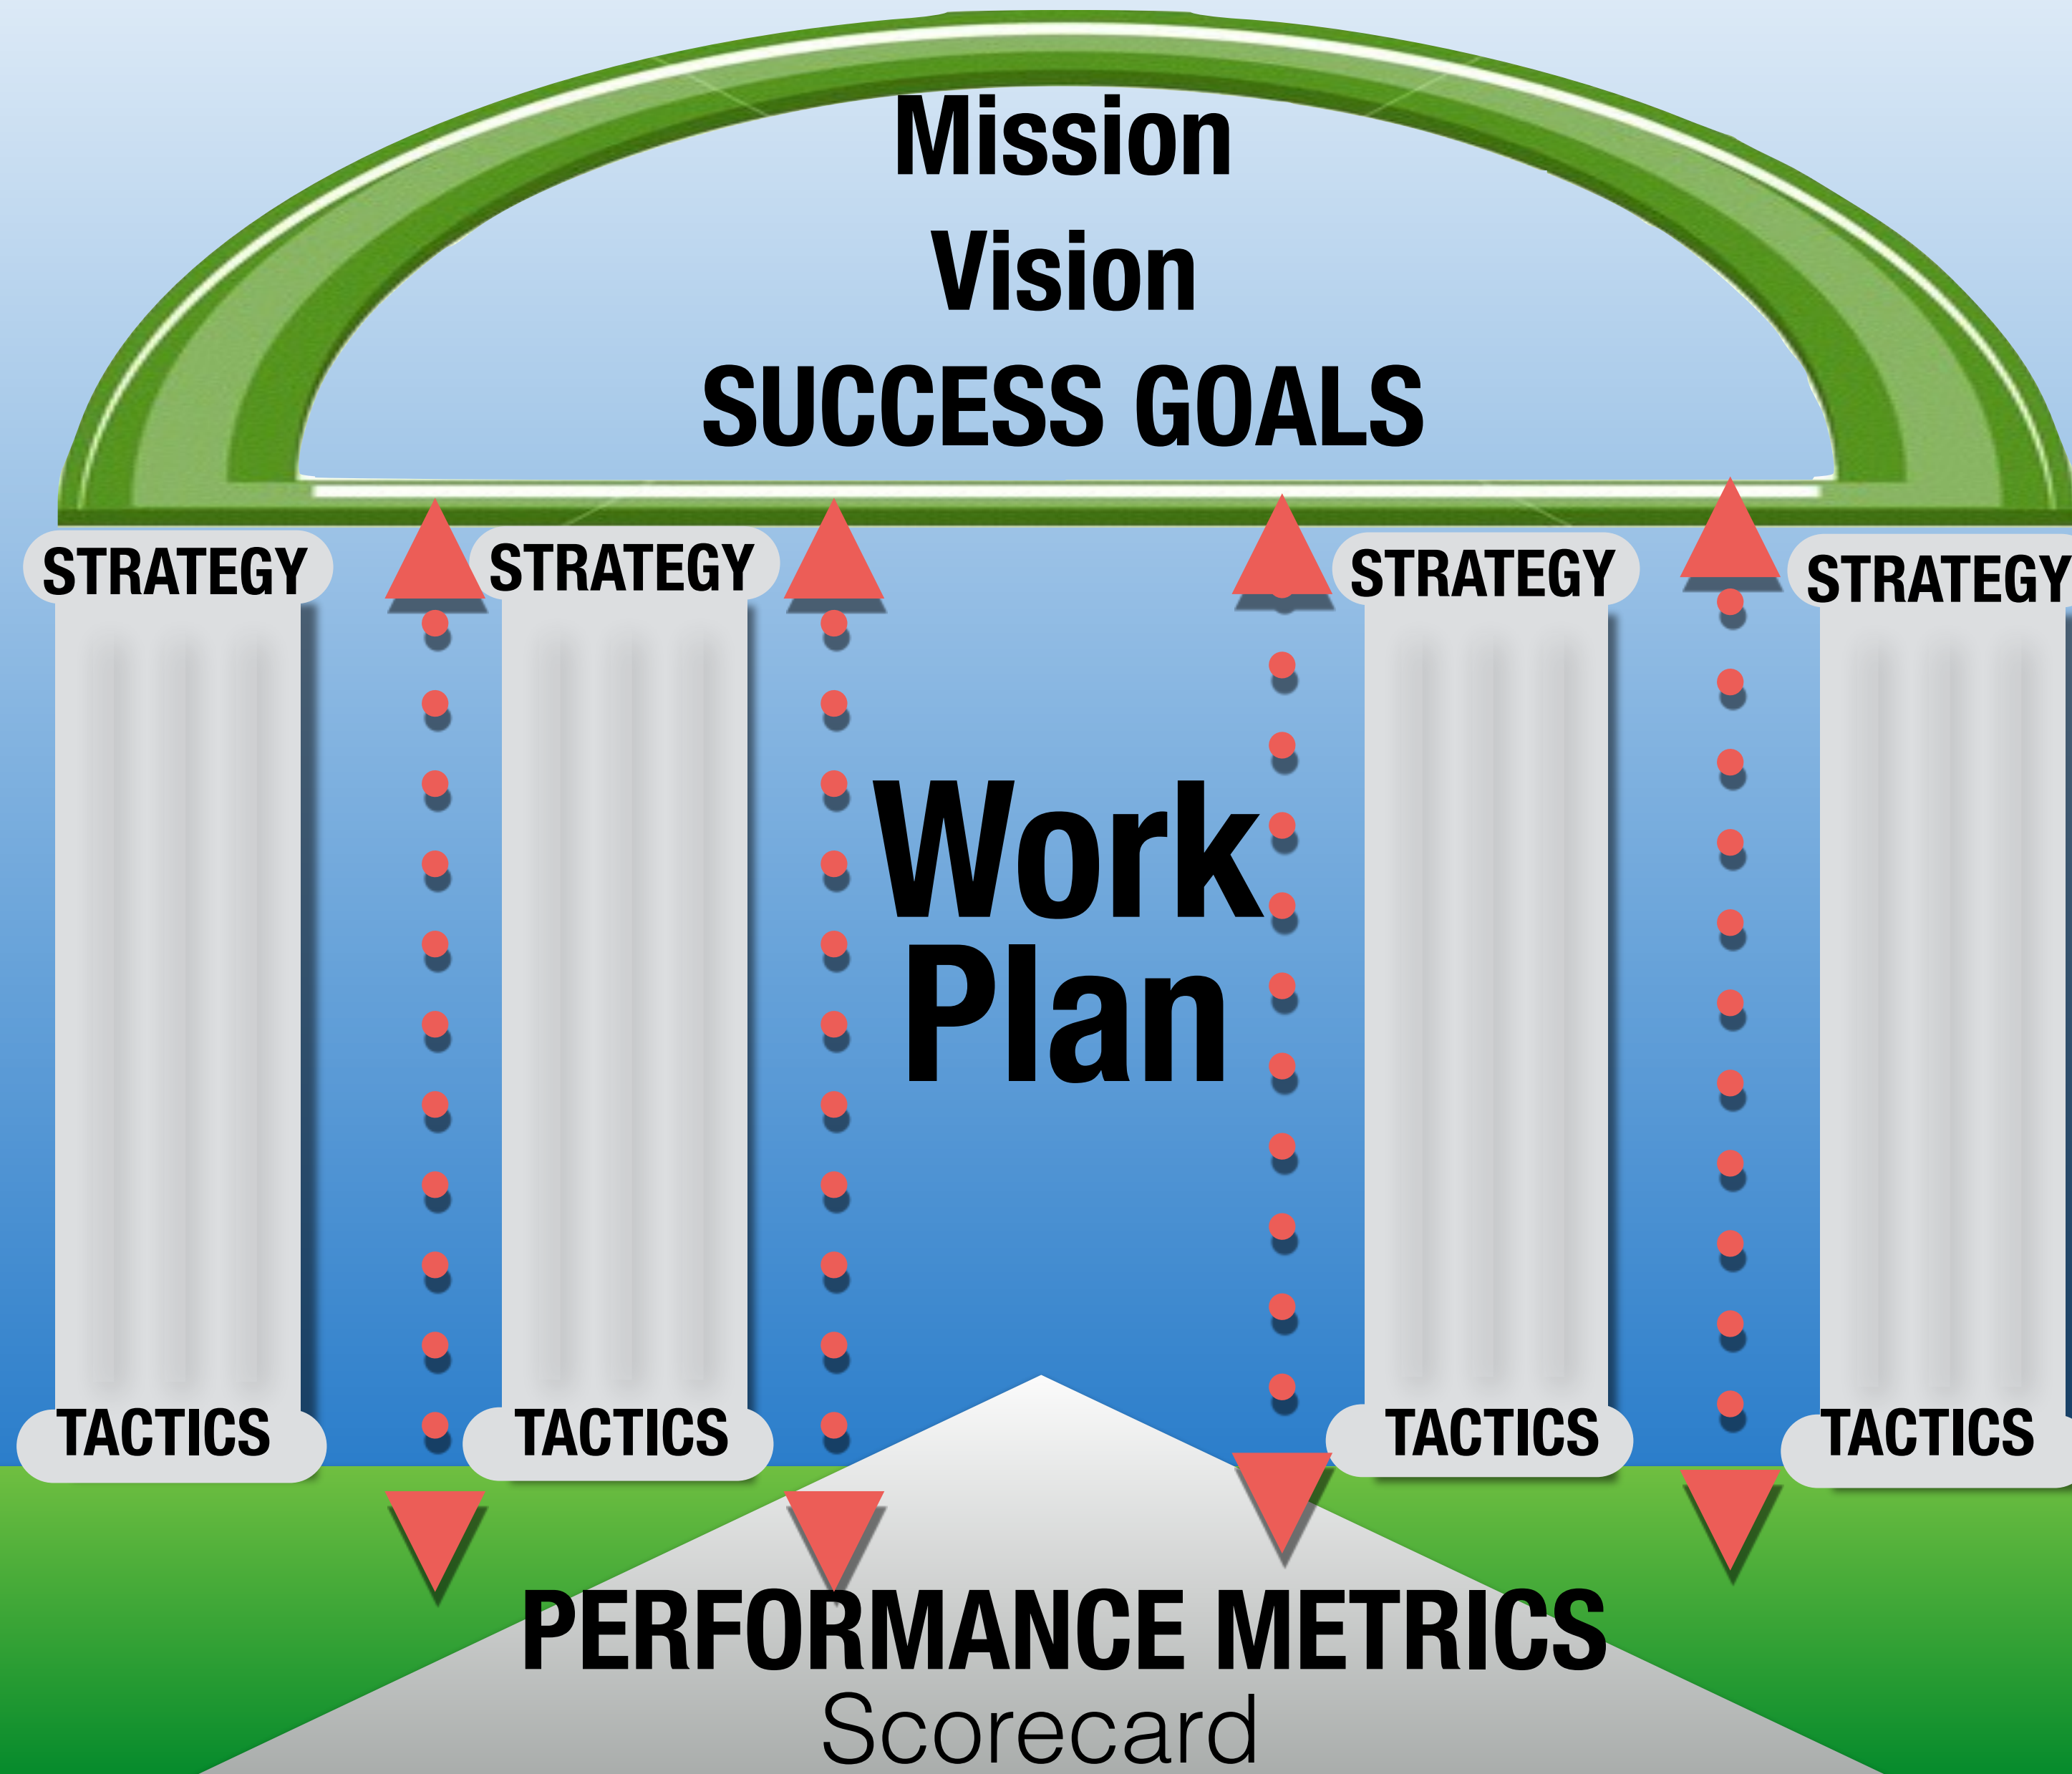 Mission
Vision
SUCCESS GOALS
STRATEGY
STRATEGY
STRATEGY
STRATEGY
Work
Plan
TACTICS
TACTICS
TACTICS
TACTICS
PERFORMANCE METRICS
Scorecard